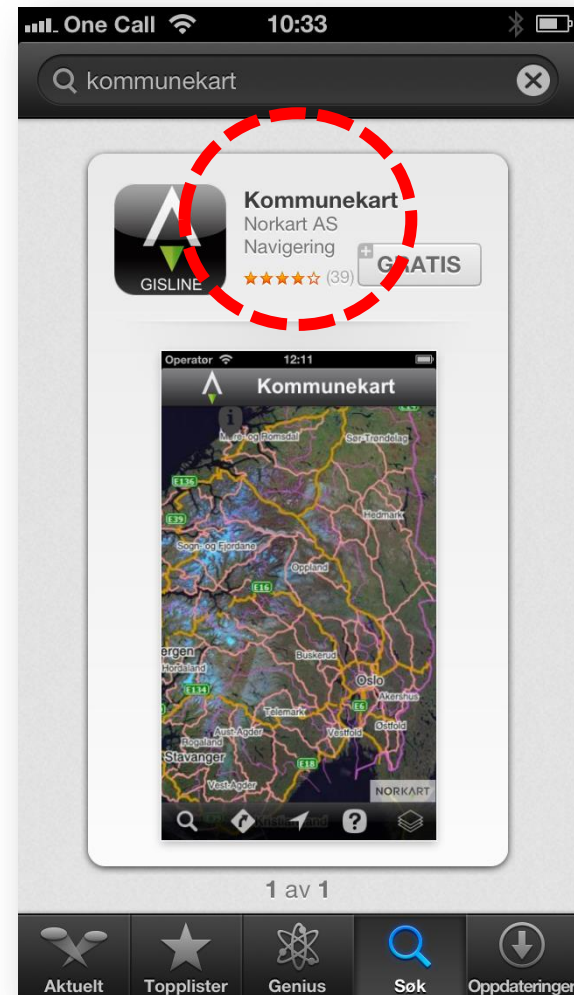 One Call 10:33
kommunekart
Kommunekart
Norkart AS
Navigering
(39)
GRATIS
GISLINE
Operatør 12:11
Kommunekart
Møre- og Romsdal
Sør-Trøndelag
E136
E39
Hedmark
Sogn- og Fjordane
Oppland
E16
ergen
Hordaland
Buskerud
Oslo
E134
Akershus
Telemark
E6
Østfold
Vestfold
Aust-Agder
Rogaland
Stavanger
E18
Vest-Agder
NORKART
1 av 1
Aktuelt Topplister Genius Søk Oppdateringer